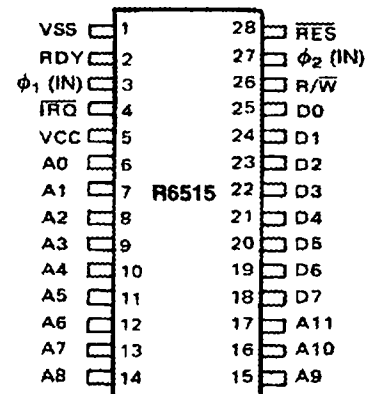 VSS 1 28 R̅E̅S̅
RDY 2 27 ϕ2 (IN)
ϕ1 (IN) 3 26 R/W̅
I̅R̅Q̅ 4 25 D0
VCC 5 24 D1
A0 6 23 D2
A1 7 R6515 22 D3
A2 8 21 D4
A3 9 20 D5
A4 10 19 D6
A5 11 18 D7
A6 12 17 A11
A7 13 16 A10
A8 14 15 A9